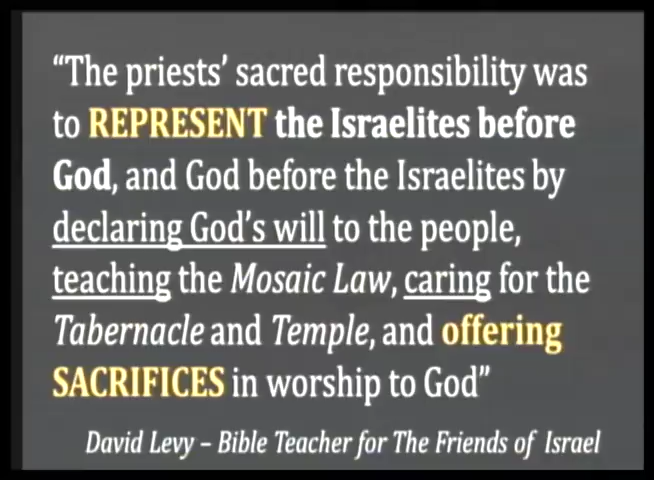 “The priests’ sacred responsibility was
to REPRESENT the Israelites before
God, and God before the Israelites by
declaring God’s will to the people,
teaching the Mosaic Law, caring for the
Tabernacle and Temple, and offering
SACRIFICES in worship to God”
David Levy – Bible Teacher for The Friends of Israel